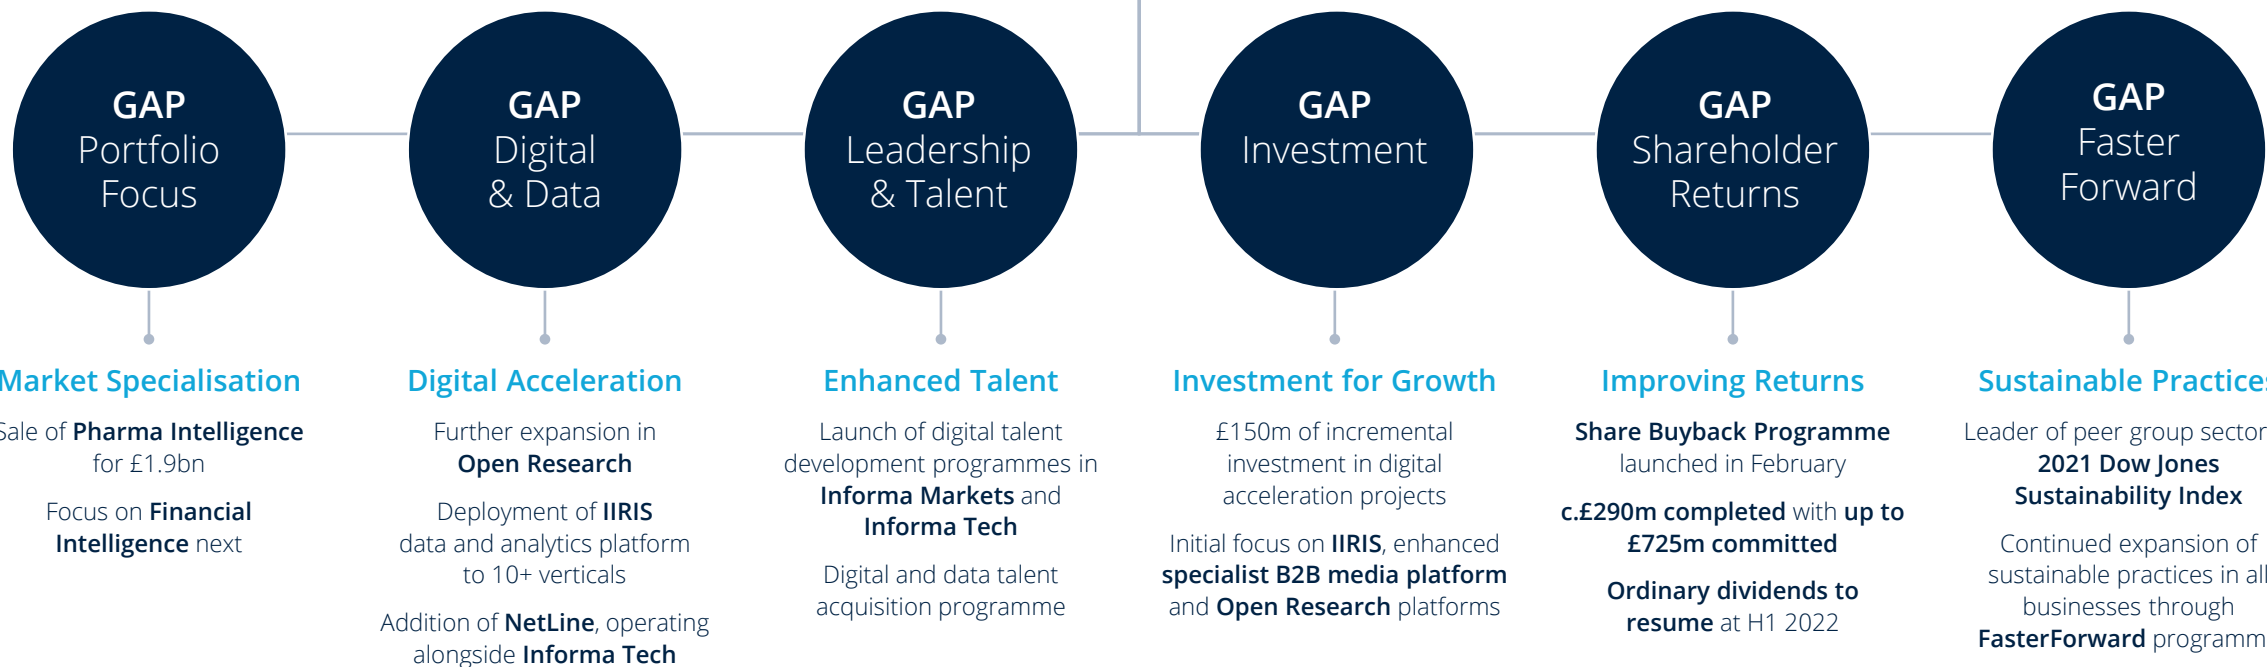 GAP
Portfolio
Focus
Market Specialisation
Sale of Pharma Intelligence
for £1.9bn
Focus on Financial
Intelligence next
GAP
Digital
& Data
Digital Acceleration
Further expansion in
Open Research
Deployment of IIRIS
data and analytics platform
to 10+ verticals
Addition of NetLine, operating
alongside Informa Tech
GAP
Leadership
& Talent
Enhanced Talent
Launch of digital talent
development programmes in
Informa Markets and
Informa Tech
Digital and data talent
acquisition programme
GAP
Investment
Investment for Growth
£150m of incremental
investment in digital
acceleration projects
Initial focus on IIRIS, enhanced
specialist B2B media platform
and Open Research platforms
GAP
Shareholder
Returns
Improving Returns
Share Buyback Programme
launched in February
c.£290m completed with up to
£725m committed
Ordinary dividends to
resume at H1 2022
GAP
Faster
Forward
Sustainable Practices
Leader of peer group sector
2021 Dow Jones
Sustainability Index
Continued expansion of
sustainable practices in all
businesses through
FasterForward programm